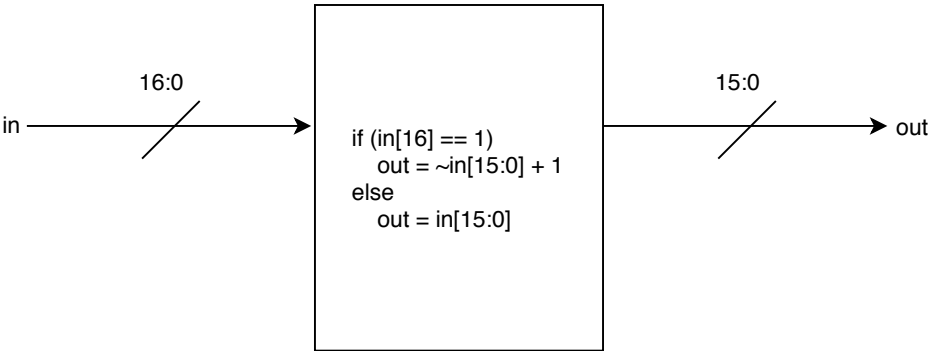 16:0
15:0
in
out
if (in[16] == 1)
out = ~in[15:0] + 1
else
out = in[15:0]